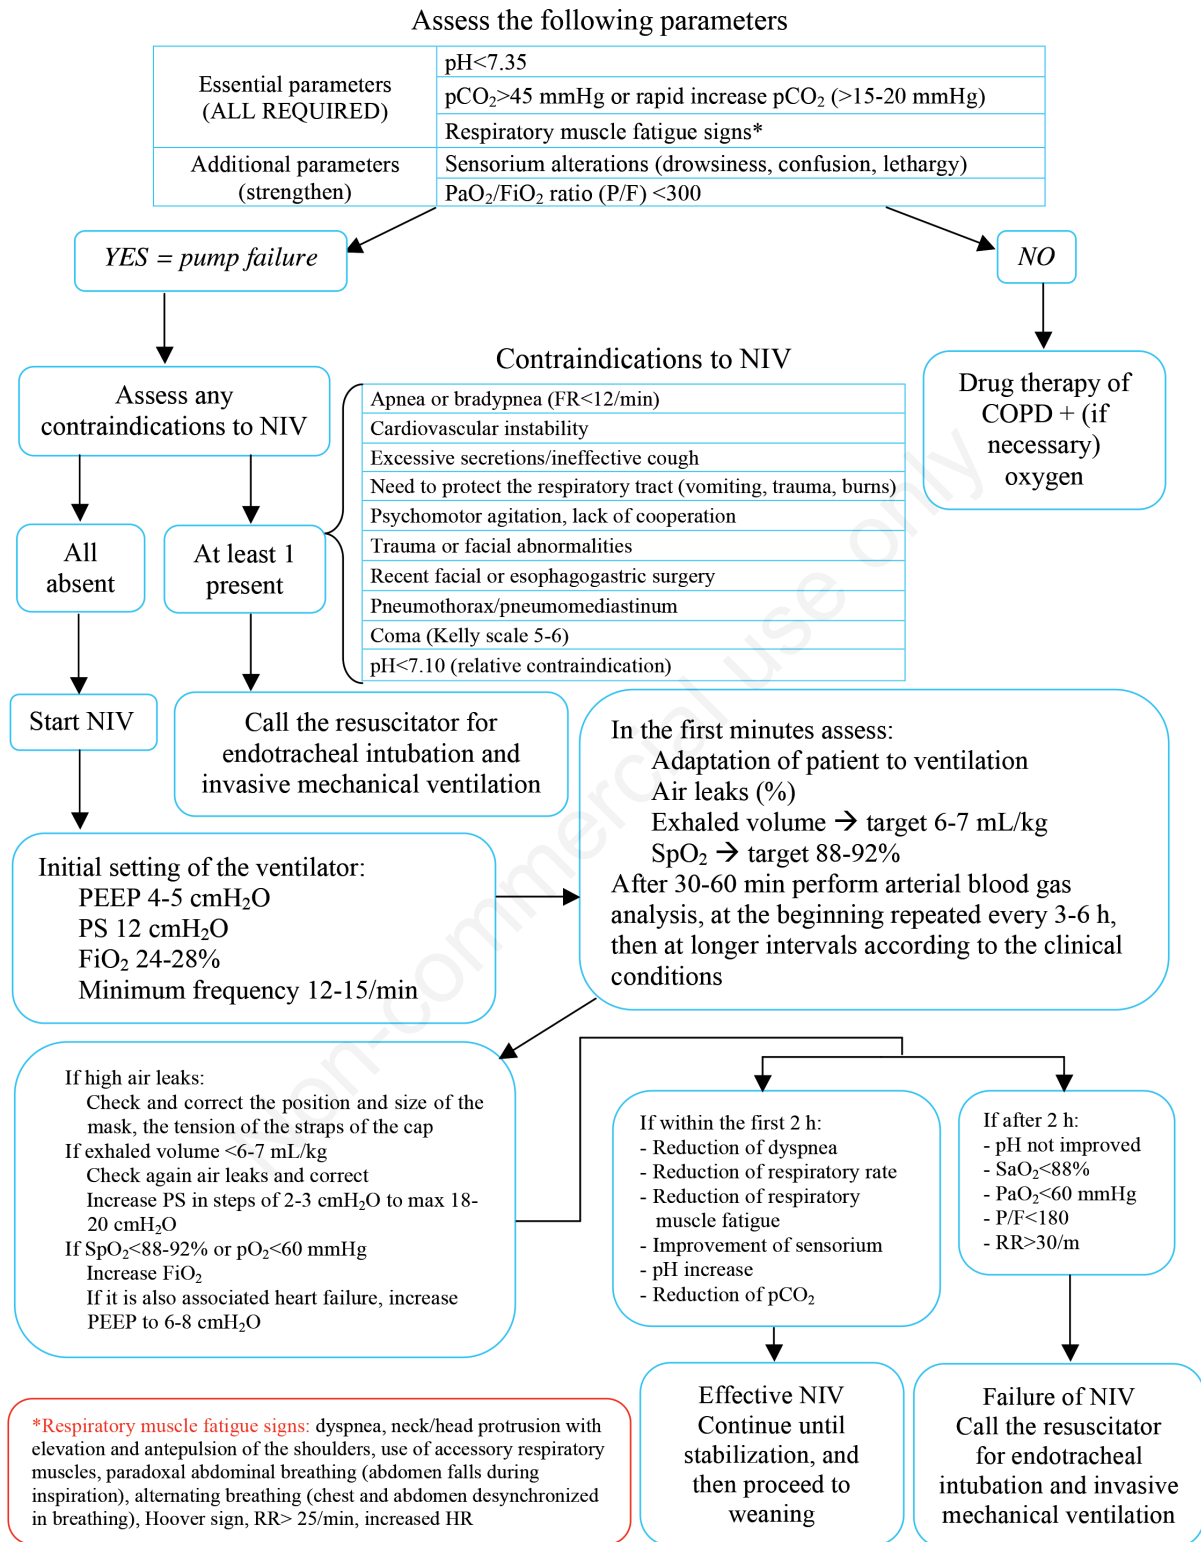 Assess the following parameters
Essential parameters
(ALL REQUIRED)
pH<7.35
pCO₂>45 mmHg or rapid increase pCO₂ (>15-20 mmHg)
Respiratory muscle fatigue signs*
Additional parameters
(strengthen)
Sensorium alterations (drowsiness, confusion, lethargy)
PaO₂/FiO₂ ratio (P/F) <300
YES = pump failure
NO
Assess any
contraindications to NIV
Contraindications to NIV
Apnea or bradypnea (FR<12/min)
Cardiovascular instability
Excessive secretions/ineffective cough
Need to protect the respiratory tract (vomiting, trauma, burns)
Psychomotor agitation, lack of cooperation
Trauma or facial abnormalities
Recent facial or esophagogastric surgery
Pneumothorax/pneumomediastinum
Coma (Kelly scale 5-6)
pH<7.10 (relative contraindication)
Drug therapy of
COPD + (if
necessary)
oxygen
All
absent
At least 1
present
Start NIV
Call the resuscitator for
endotracheal intubation and
invasive mechanical ventilation
Initial setting of the ventilator:
PEEP 4-5 cmH₂O
PS 12 cmH₂O
FiO₂ 24-28%
Minimum frequency 12-15/min
In the first minutes assess:
Adaptation of patient to ventilation
Air leaks (%)
Exhaled volume → target 6-7 mL/kg
SpO₂ → target 88-92%
After 30-60 min perform arterial blood gas
analysis, at the beginning repeated every 3-6 h,
then at longer intervals according to the clinical
conditions
If high air leaks:
Check and correct the position and size of the
mask, the tension of the straps of the cap
If exhaled volume <6-7 mL/kg
Check again air leaks and correct
Increase PS in steps of 2-3 cmH₂O to max 18-
20 cmH₂O
If SpO₂<88-92% or pO₂<60 mmHg
Increase FiO₂
If it is also associated heart failure, increase
PEEP to 6-8 cmH₂O
If within the first 2 h:
- Reduction of dyspnea
- Reduction of respiratory rate
- Reduction of respiratory
muscle fatigue
- Improvement of sensorium
- pH increase
- Reduction of pCO₂
If after 2 h:
- pH not improved
- SaO₂<88%
- PaO₂<60 mmHg
- P/F<180
- RR>30/m
Effective NIV
Continue until
stabilization, and
then proceed to
weaning
Failure of NIV
Call the resuscitator
for endotracheal
intubation and invasive
mechanical ventilation
*Respiratory muscle fatigue signs: dyspnea, neck/head protrusion with
elevation and antepulsion of the shoulders, use of accessory respiratory
muscles, paradoxal abdominal breathing (abdomen falls during
inspiration), alternating breathing (chest and abdomen desynchronized
in breathing), Hoover sign, RR> 25/min, increased HR
Non-commercial use only